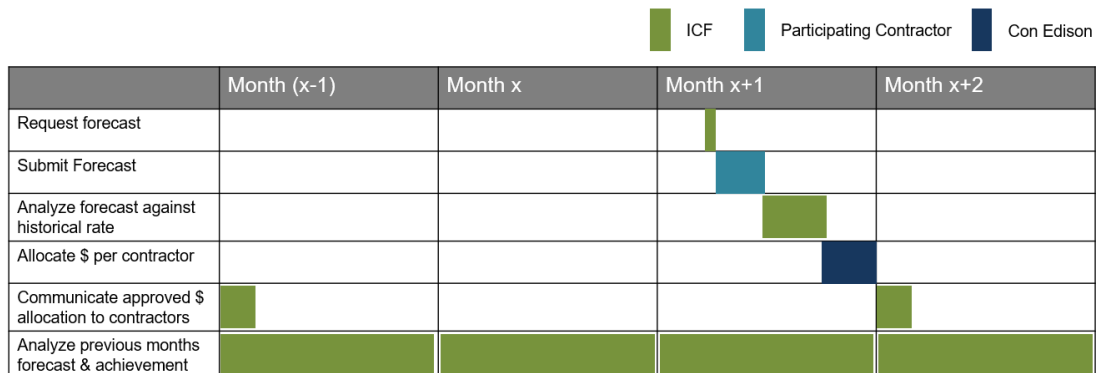 ICF Participating Contractor Con Edison
Month (x-1) Month x Month x+1 Month x+2
Request forecast
Submit Forecast
Analyze forecast against
historical rate
Allocate $ per contractor
Communicate approved $
allocation to contractors
Analyze previous months
forecast & achievement